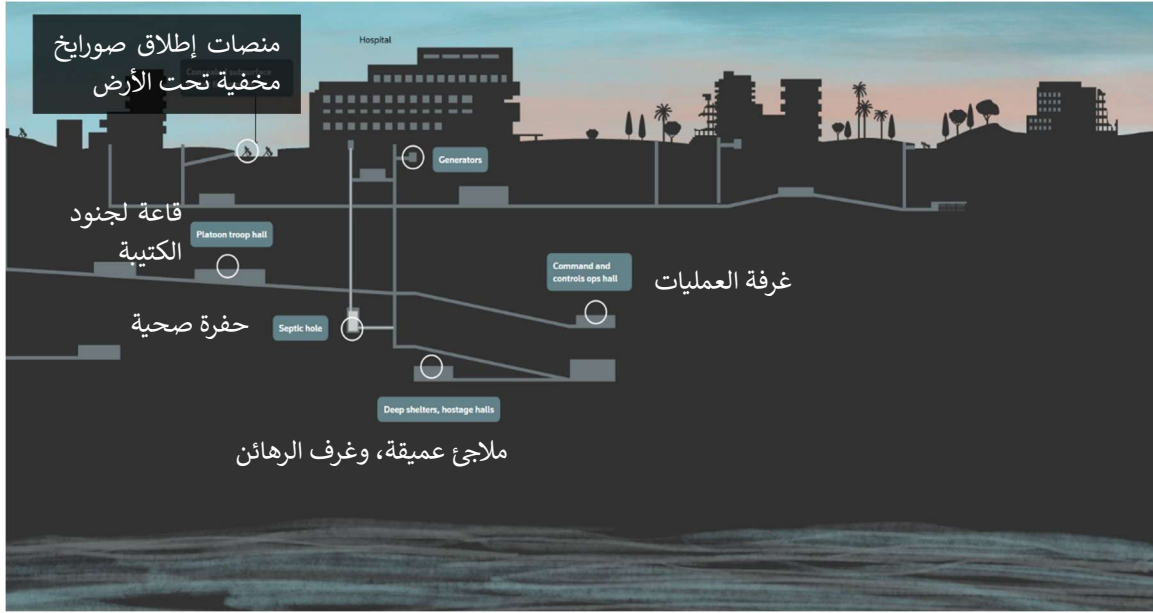 منصات إطلاق صورايخ
مخفية تحت الأرض
Hospital
Generators
قاعة لجنود
الكتيبة
Platoon troop hall
Command and
controls ops hall
غرفة العمليات
حفرة صحية
Septic hole
Deep shelters, hostage halls
ملاجئ عميقة، وغرف الرهائن